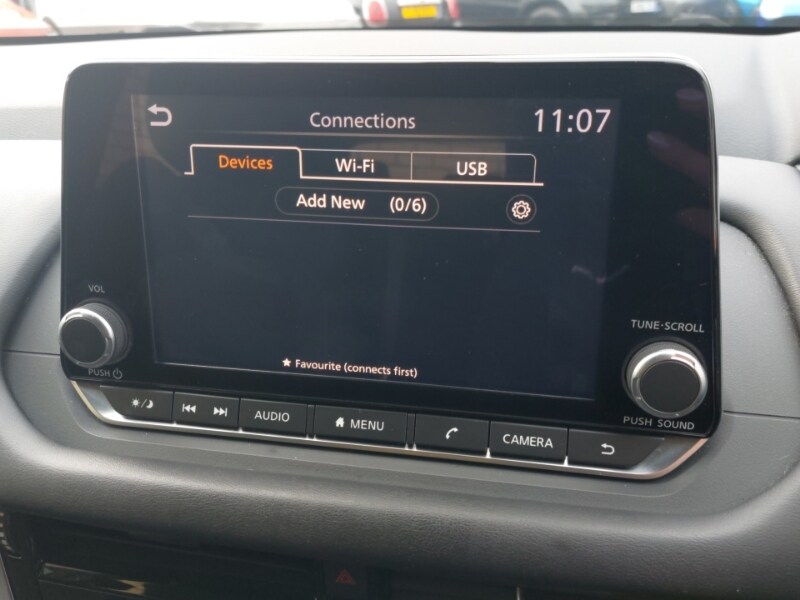 Connections
11:07
Devices
Wi-Fi
USB
Add New (0/6)
★ Favourite (connects first)
VOL
PUSH
TUNE·SCROLL
PUSH SOUND
AUDIO
MENU
CAMERA